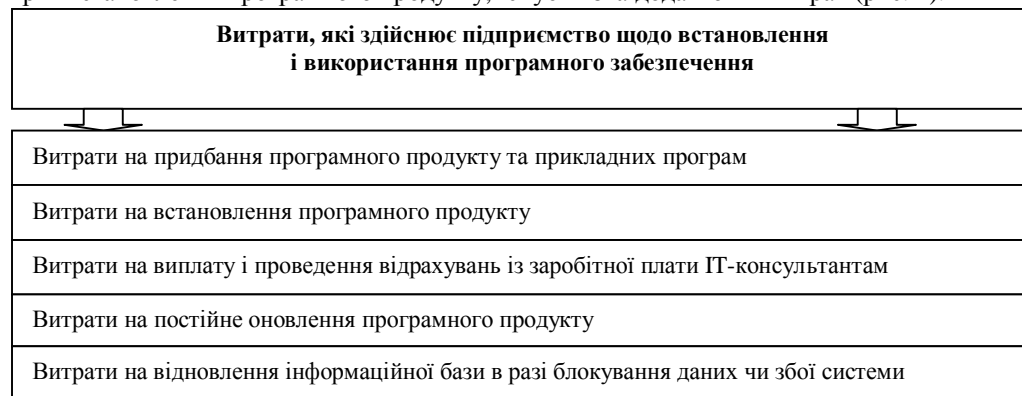 Витрати, які здійснює підприємство щодо встановлення
і використання програмного забезпечення
Витрати на придбання програмного продукту та прикладних програм
Витрати на встановлення програмного продукту
Витрати на виплату і проведення відрахувань із заробітної плати ІТ-консультантам
Витрати на постійне оновлення програмного продукту
Витрати на відновлення інформаційної бази в разі блокування даних чи збої системи